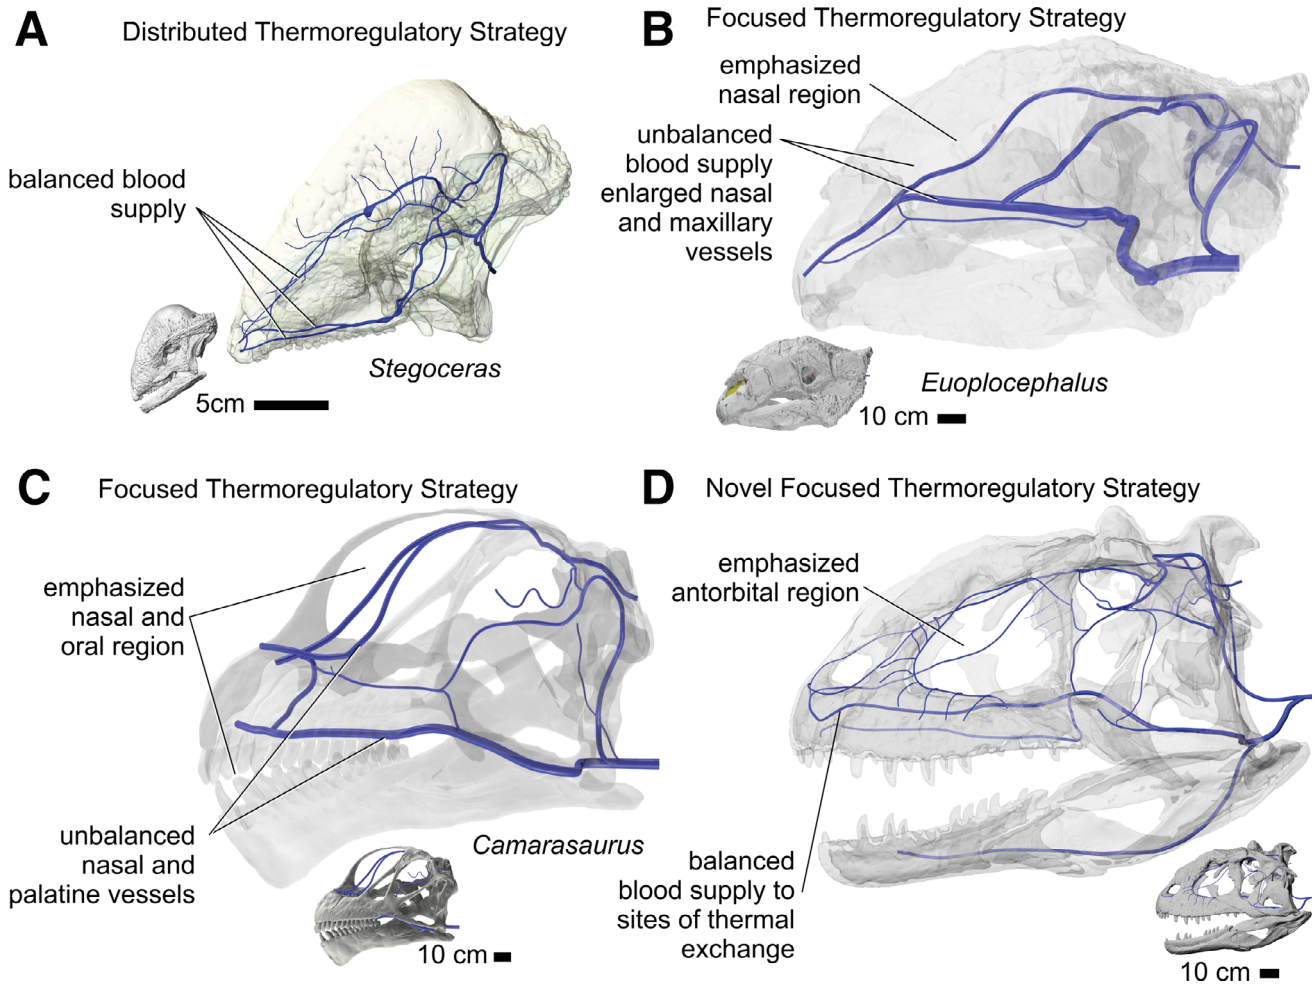 A
Distributed Thermoregulatory Strategy
balanced blood
supply
Stegoceras
5cm
B
Focused Thermoregulatory Strategy
emphasized
nasal region
unbalanced
blood supply
enlarged nasal
and maxillary
vessels
Euoplocephalus
10 cm
C
Focused Thermoregulatory Strategy
emphasized
nasal and
oral region
unbalanced
nasal and
palatine vessels
Camarasaurus
10 cm
D
Novel Focused Thermoregulatory Strategy
emphasized
antorbital region
balanced
blood supply to
sites of thermal
exchange
10 cm